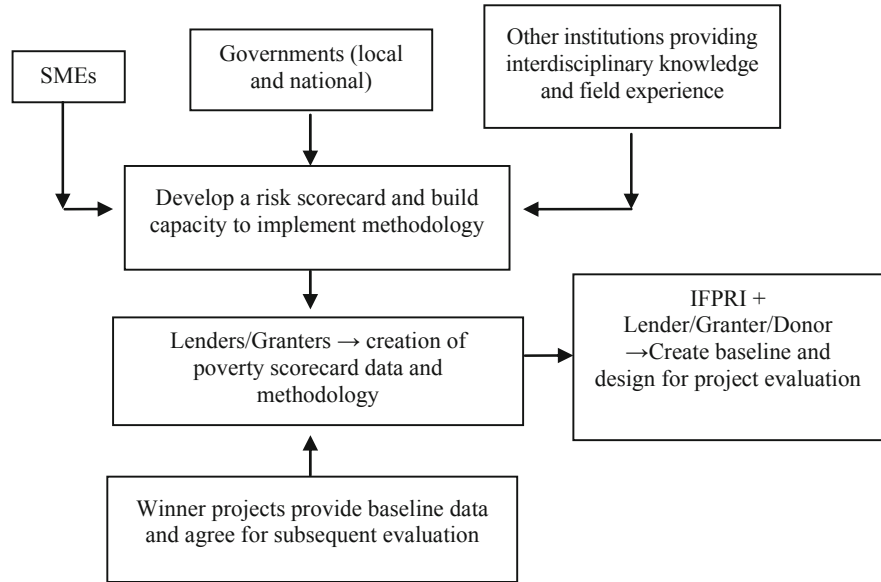 SMEs
Governments (local
and national)
Other institutions providing
interdisciplinary knowledge
and field experience
Develop a risk scorecard and build
capacity to implement methodology
Lenders/Granters → creation of
poverty scorecard data and
methodology
IFPRI +
Lender/Granter/Donor
→Create baseline and
design for project evaluation
Winner projects provide baseline data
and agree for subsequent evaluation